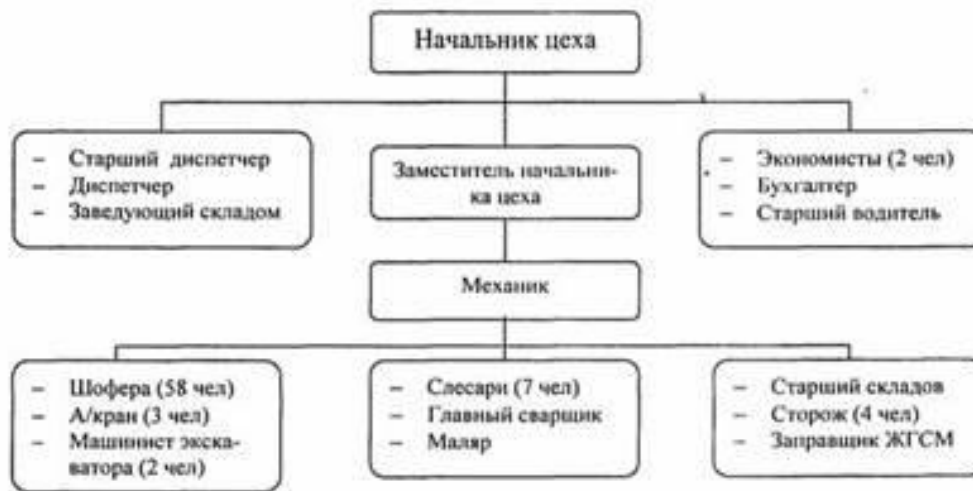 Начальник цеха
– Старший диспетчер
– Диспетчер
– Заведующий складом
Заместитель начальни-
ка цеха
– Экономисты (2 чел)
– Бухгалтер
– Старший водитель
Механик
– Шофера (58 чел)
– А/кран (3 чел)
– Машинист экска-
ватора (2 чел)
– Слесари (7 чел)
– Главный сварщик
– Маляр
– Старший складов
– Сторож (4 чел)
– Заправщик ЖГСМ